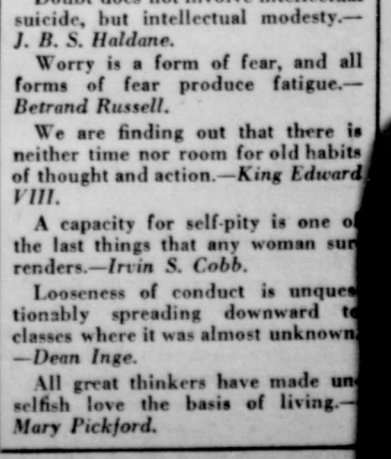 suicide, but intellectual modesty.—
J. B. S. Haldane.
Worry is a form of fear, and all
forms of fear produce fatigue.—
Betrand Russell.
We are finding out that there is
neither time nor room for old habits
of thought and action.—King Edward
VIII.
A capacity for self-pity is one of
the last things that any woman sur
renders.—Irvin S. Cobb.
Looseness of conduct is unques
tionably spreading downward to
classes where it was almost unknown.
—Dean Inge.
All great thinkers have made un
selfish love the basis of living.—
Mary Pickford.